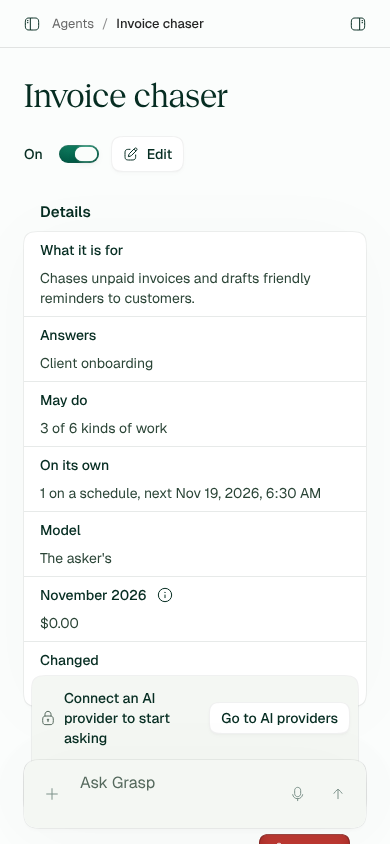 Agents / Invoice chaser
Invoice chaser
On
Edit
Details
What it is for
Chases unpaid invoices and drafts friendly
reminders to customers.
Answers
Client onboarding
May do
3 of 6 kinds of work
On its own
1 on a schedule, next Nov 19, 2026, 6:30 AM
Model
The asker's
November 2026
$0.00
Changed
Connect an AI
provider to start
asking
Go to AI providers
Ask Grasp